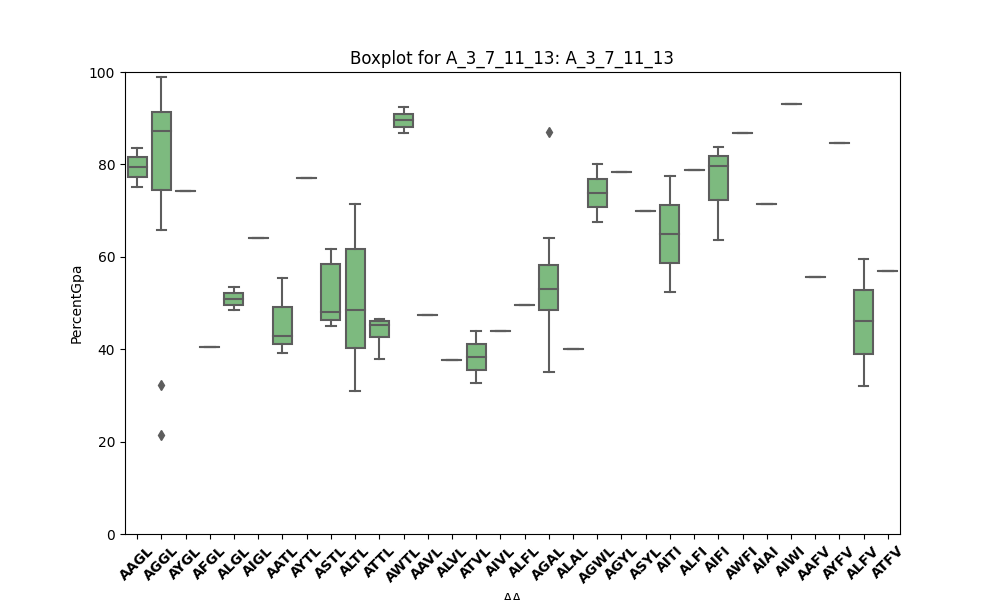 Boxplot for A_3_7_11_13: A_3_7_11_13
100
80
60
40
20
0
PercentGpa
AAGL AGGL AYGL AFGL ALGL AIGL AATL AYTL ASTL ALTL ATTL AWTL AAVL ALVL ATVL AIVL ALFL AGAL ALAL AGWL AGYL ASYL AITI ALFI AIFI AWFI AIAI AIWI AAFV AYFV ALFV ATFV
AA